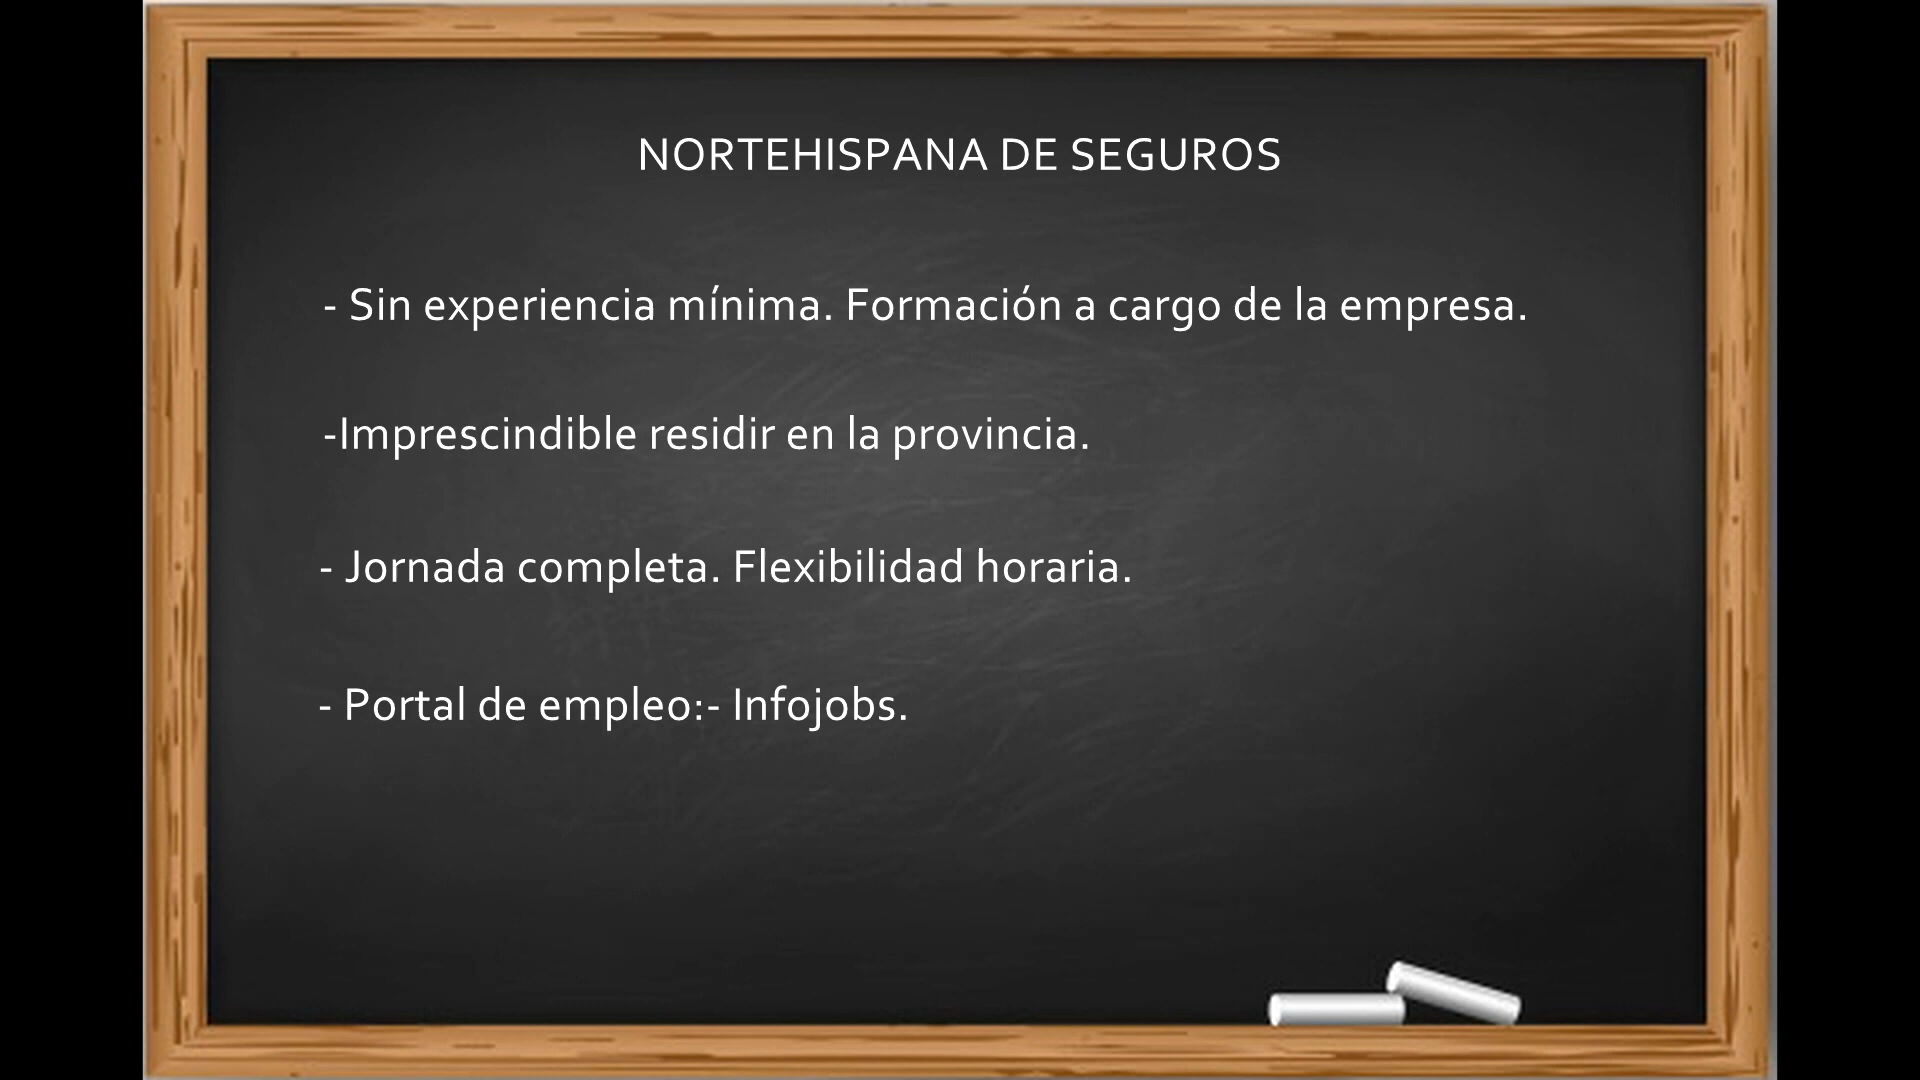 NORTEHISPANA DE SEGUROS
- Sin experiencia mínima. Formación a cargo de la empresa.
-Imprescindible residir en la provincia.
- Jornada completa. Flexibilidad horaria.
- Portal de empleo:- Infojobs.